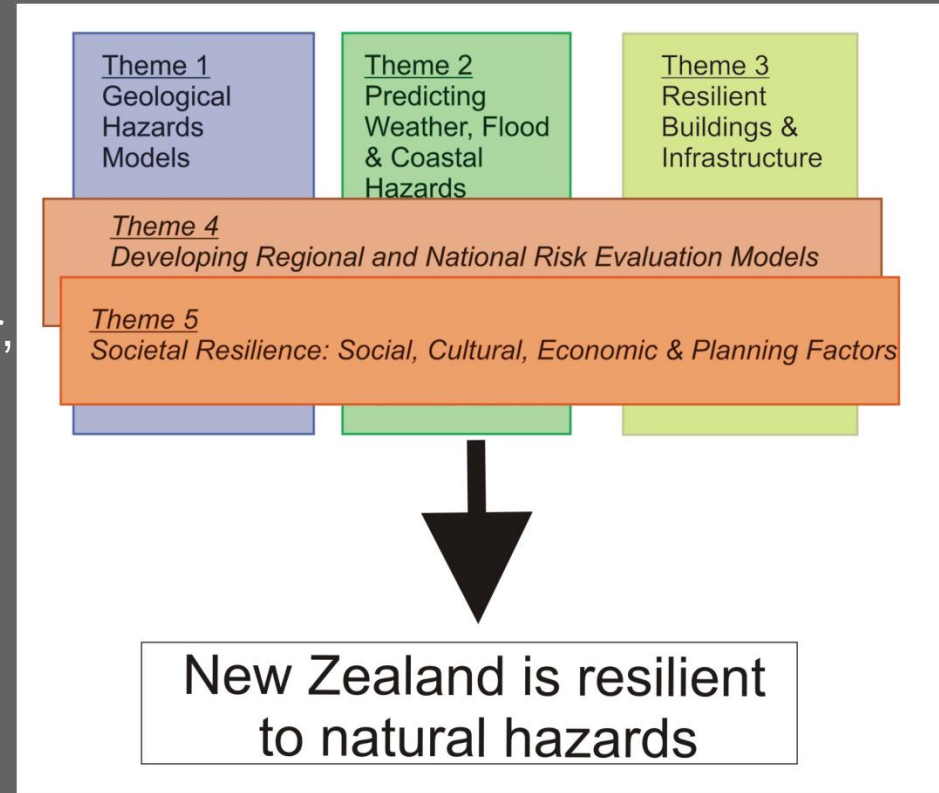 Theme 1
Geological
Hazards
Models
Theme 2
Predicting
Weather, Flood
& Coastal
Hazards
Theme 3
Resilient
Buildings &
Infrastructure
Theme 4
Developing Regional and National Risk Evaluation Models
Theme 5
Societal Resilience: Social, Cultural, Economic & Planning Factors
New Zealand is resilient
to natural hazards